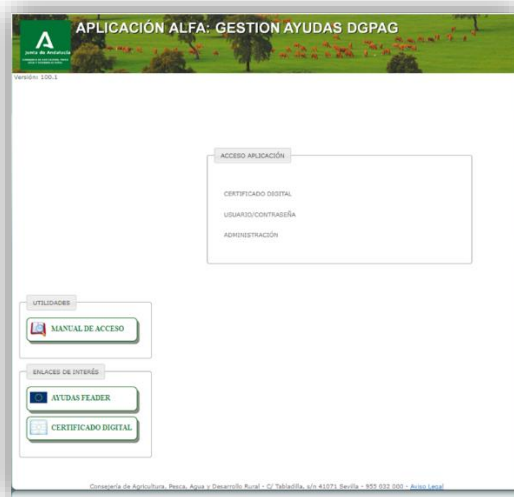 APLICACIÓN ALFA: GESTION AYUDAS DGPAG
Junta de Andalucía
Versión: 100.1
ACCESO APLICACIÓN
CERTIFICADO DIGITAL
USUARIO/CONTRASEÑA
ADMINISTRACIÓN
UTILIDADES
MANUAL DE ACCESO
ENLACES DE INTERÉS
AYUDAS FEADER
CERTIFICADO DIGITAL
Consejería de Agricultura, Pesca, Agua y Desarrollo Rural - C/ Tabladilla, s/n 41071 Sevilla - 955 032 000 - Aviso Legal